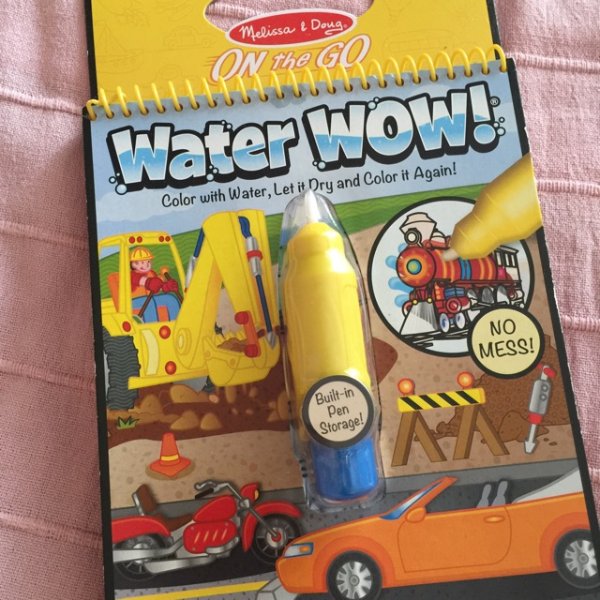 Melissa & Doug
ON the GO
Water WOW!®
Color with Water, Let it Dry and Color it Again!
NO
MESS!
Built-in
Pen
Storage!